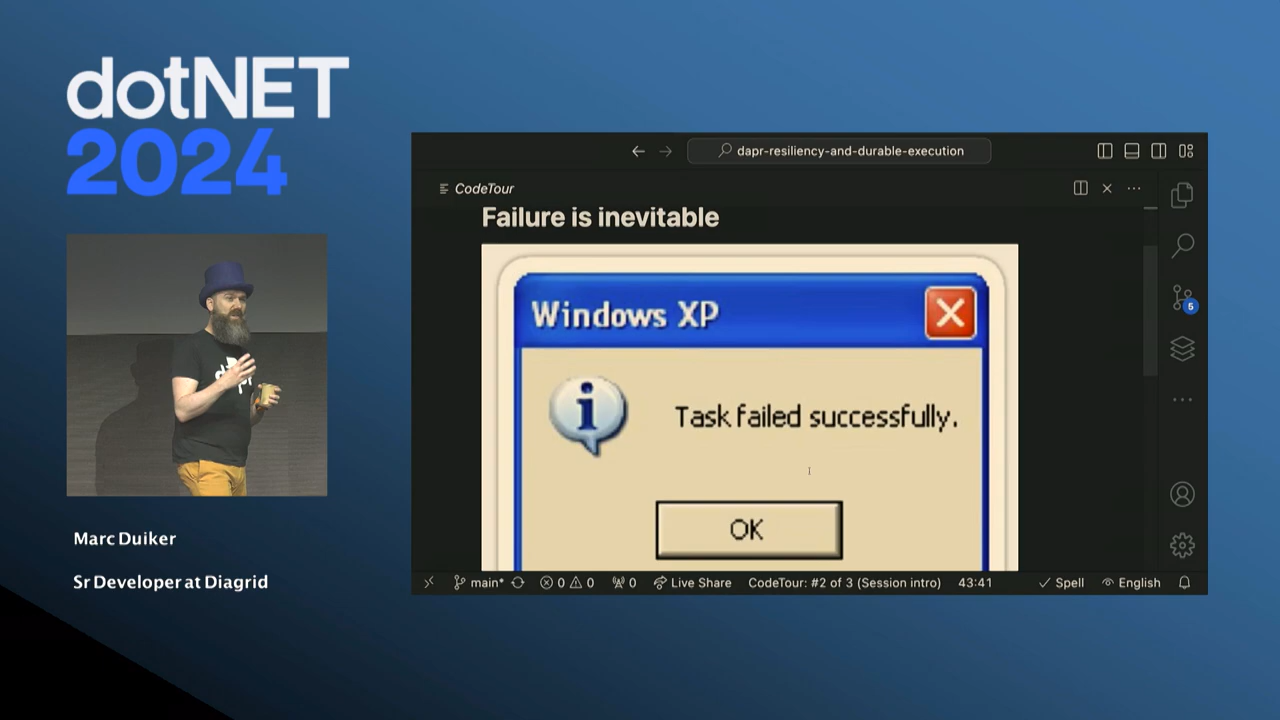 dotNET
2024
Marc Duiker
Sr Developer at Diagrid
dapr-resiliency-and-durable-execution
CodeTour
Failure is inevitable
Windows XP
Task failed successfully.
OK
5
main* 0 0 0 Live Share CodeTour: #2 of 3 (Session intro) 43:41 Spell English